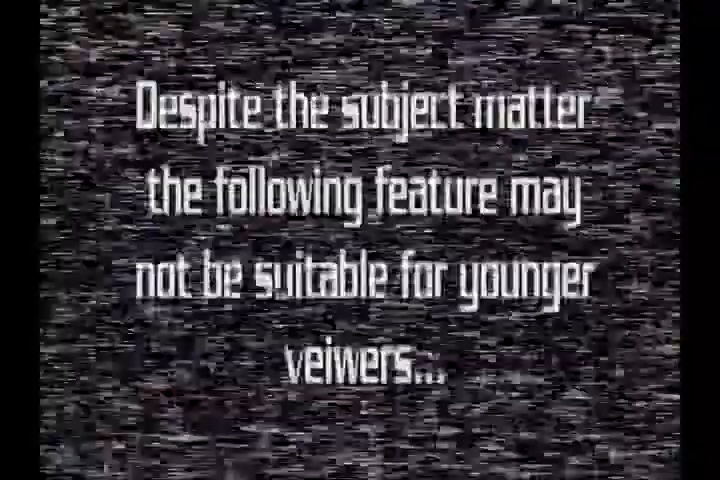 Despite the subject matter
the following feature may
not be suitable for younger
veiwers...